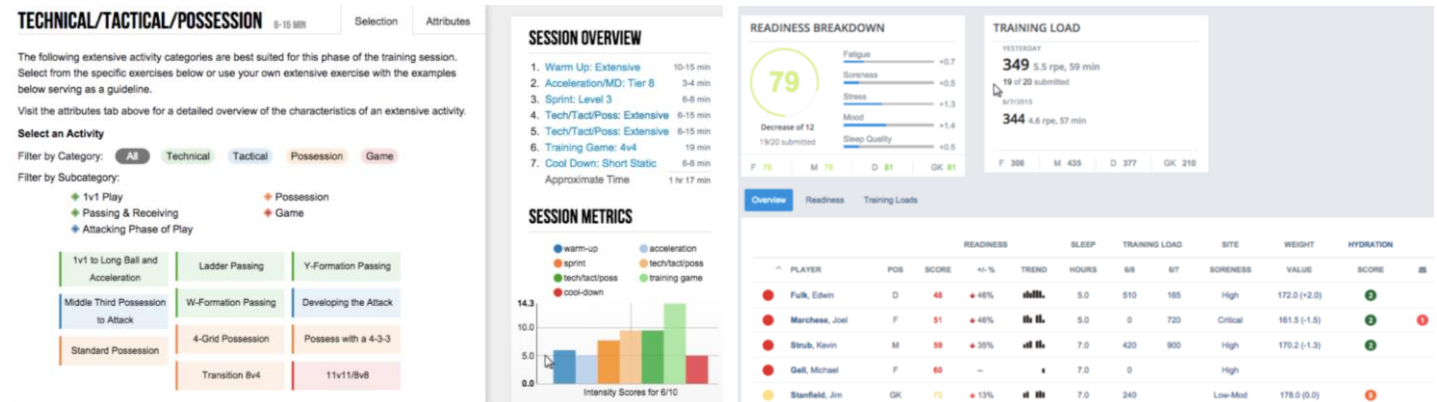 TECHNICAL/TACTICAL/POSSESSION 6-15 MIN
Selection
Attributes
The following extensive activity categories are best suited for this phase of the training session.
Select from the specific exercises below or use your own extensive exercise with the examples
below serving as a guideline.
Visit the attributes tab above for a detailed overview of the characteristics of an extensive activity.
Select an Activity
Filter by Category: All Technical Tactical Possession Game
Filter by Subcategory:
1v1 Play
Passing & Receiving
Attacking Phase of Play
Possession
Game
1v1 to Long Ball and
Acceleration
Ladder Passing
Y-Formation Passing
Middle Third Possession
to Attack
W-Formation Passing
Developing the Attack
Standard Possession
4-Grid Possession
Possess with a 4-3-3
Transition 8v4
11v11/8v8
SESSION OVERVIEW
1. Warm Up: Extensive 10-15 min
2. Acceleration/MD: Tier 8 3-4 min
3. Sprint: Level 3 6-8 min
4. Tech/Tact/Poss: Extensive 6-15 min
5. Tech/Tact/Poss: Extensive 6-15 min
6. Training Game: 4v4 19 min
7. Cool Down: Short Static 6-8 min
Approximate Time 1 hr 17 min
SESSION METRICS
warm-up
acceleration
sprint
tech/tact/poss
tech/tact/poss
training game
cool-down
14.3
10.0
5.0
0.0
Intensity Scores for 6/10
READINESS BREAKDOWN
79
Decrease of 12
19/20 submitted
Fatigue +0.7
Soreness +0.5
Stress +1.3
Mood +1.4
Sleep Quality +0.5
F 76 M 79 D 81 GK 81
TRAINING LOAD
YESTERDAY
349 5.5 rpe, 59 min
19 of 20 submitted
6/7/2015
344 4.6 rpe, 57 min
F 306 M 435 D 377 GK 210
Overview Readiness Training Loads
READINESS SLEEP TRAINING LOAD SITE WEIGHT HYDRATION
PLAYER POS SCORE +/- % TREND HOURS 6/8 6/7 SORENESS VALUE SCORE
Fulk, Edwin D 48 46% 5.0 510 165 High 172.0 (+2.0) 2
Marchese, Joel F 51 46% 5.0 0 720 Critical 161.5 (-1.5) 2 1
Strub, Kevin M 59 35% 7.0 420 900 High 170.2 (-1.3) 2
Gell, Michael F 60 -- 7.0 0 High
Stanfield, Jim GK 72 13% 7.0 240 Low-Mod 178.0 (0.0) 5